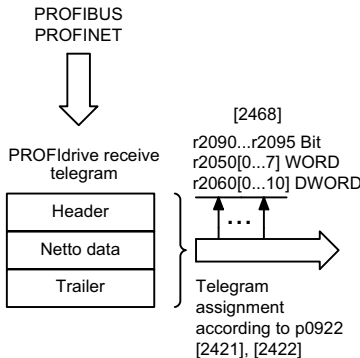 PROFIBUS
PROFINET
[2468]
r2090...r2095 Bit
r2050[0...7] WORD
r2060[0...10] DWORD
PROFIdrive receive
telegram
Header
Netto data
Trailer
...
Telegram
assignment
according to p0922
[2421], [2422]